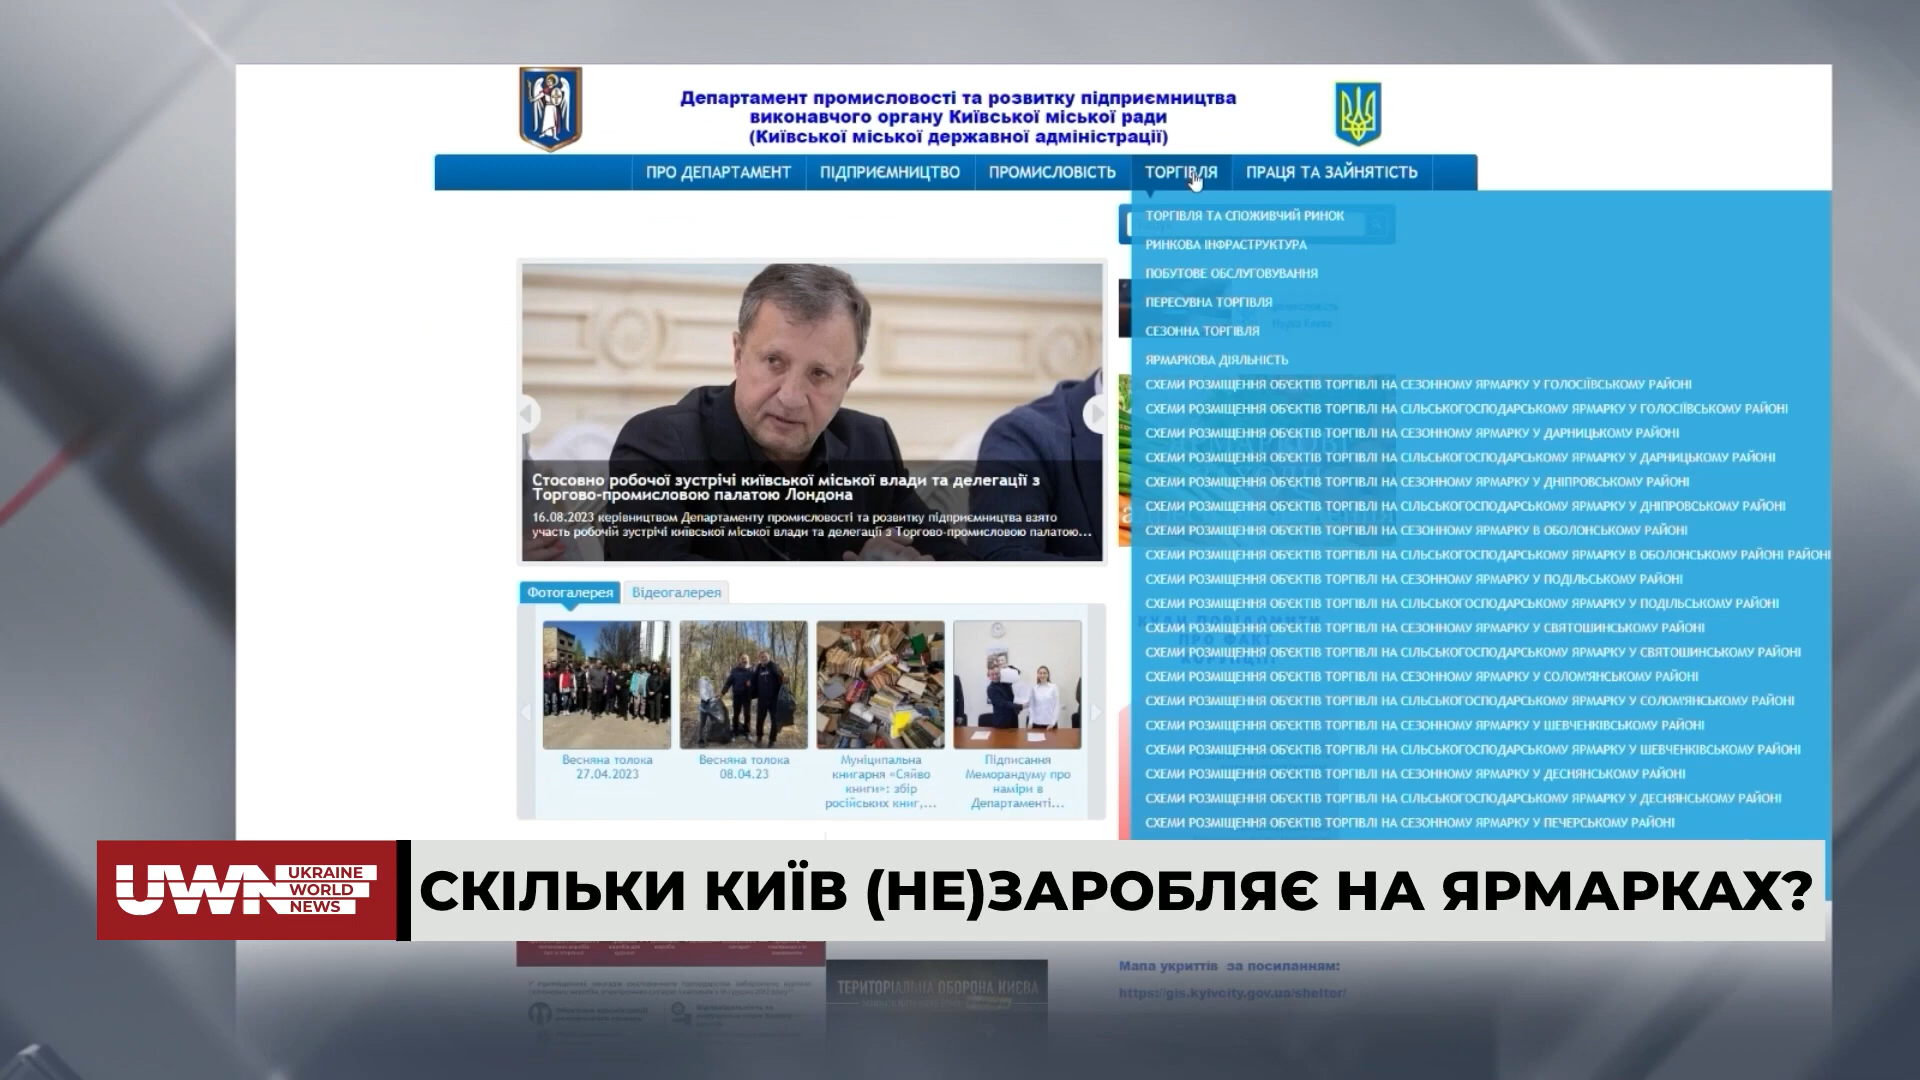 Департамент промисловості та розвитку підприємництва
виконавчого органу Київської міської ради
(Київської міської державної адміністрації)
ПРО ДЕПАРТАМЕНТ
ПІДПРИЄМНИЦТВО
ПРОМИСЛОВІСТЬ
ТОРГІВЛЯ
ПРАЦЯ ТА ЗАЙНЯТІСТЬ
ТОРГІВЛЯ ТА СПОЖИВЧИЙ РИНОК
РИНКОВА ІНФРАСТРУКТУРА
ПОБУТОВЕ ОБСЛУГОВУВАННЯ
ПЕРЕСУВНА ТОРГІВЛЯ
СЕЗОННА ТОРГІВЛЯ
ЯРМАРКОВА ДІЯЛЬНІСТЬ
СХЕМИ РОЗМІЩЕННЯ ОБ'ЄКТІВ ТОРГІВЛІ НА СЕЗОННОМУ ЯРМАРКУ У ГОЛОСІЇВСЬКОМУ РАЙОНІ
СХЕМИ РОЗМІЩЕННЯ ОБ'ЄКТІВ ТОРГІВЛІ НА СІЛЬСЬКОГОСПОДАРСЬКОМУ ЯРМАРКУ У ГОЛОСІЇВСЬКОМУ РАЙОНІ
СХЕМИ РОЗМІЩЕННЯ ОБ'ЄКТІВ ТОРГІВЛІ НА СЕЗОННОМУ ЯРМАРКУ У ДАРНИЦЬКОМУ РАЙОНІ
СХЕМИ РОЗМІЩЕННЯ ОБ'ЄКТІВ ТОРГІВЛІ НА СІЛЬСЬКОГОСПОДАРСЬКОМУ ЯРМАРКУ У ДАРНИЦЬКОМУ РАЙОНІ
СХЕМИ РОЗМІЩЕННЯ ОБ'ЄКТІВ ТОРГІВЛІ НА СЕЗОННОМУ ЯРМАРКУ У ДНІПРОВСЬКОМУ РАЙОНІ
СХЕМИ РОЗМІЩЕННЯ ОБ'ЄКТІВ ТОРГІВЛІ НА СІЛЬСЬКОГОСПОДАРСЬКОМУ ЯРМАРКУ У ДНІПРОВСЬКОМУ РАЙОНІ
СХЕМИ РОЗМІЩЕННЯ ОБ'ЄКТІВ ТОРГІВЛІ НА СЕЗОННОМУ ЯРМАРКУ В ОБОЛОНСЬКОМУ РАЙОНІ
СХЕМИ РОЗМІЩЕННЯ ОБ'ЄКТІВ ТОРГІВЛІ НА СІЛЬСЬКОГОСПОДАРСЬКОМУ ЯРМАРКУ В ОБОЛОНСЬКОМУ РАЙОНІ РАЙОНІ
СХЕМИ РОЗМІЩЕННЯ ОБ'ЄКТІВ ТОРГІВЛІ НА СЕЗОННОМУ ЯРМАРКУ У ПОДІЛЬСЬКОМУ РАЙОНІ
СХЕМИ РОЗМІЩЕННЯ ОБ'ЄКТІВ ТОРГІВЛІ НА СІЛЬСЬКОГОСПОДАРСЬКОМУ ЯРМАРКУ У ПОДІЛЬСЬКОМУ РАЙОНІ
СХЕМИ РОЗМІЩЕННЯ ОБ'ЄКТІВ ТОРГІВЛІ НА СЕЗОННОМУ ЯРМАРКУ У СВЯТОШИНСЬКОМУ РАЙОНІ
СХЕМИ РОЗМІЩЕННЯ ОБ'ЄКТІВ ТОРГІВЛІ НА СІЛЬСЬКОГОСПОДАРСЬКОМУ ЯРМАРКУ У СВЯТОШИНСЬКОМУ РАЙОНІ
СХЕМИ РОЗМІЩЕННЯ ОБ'ЄКТІВ ТОРГІВЛІ НА СЕЗОННОМУ ЯРМАРКУ У СОЛОМ'ЯНСЬКОМУ РАЙОНІ
СХЕМИ РОЗМІЩЕННЯ ОБ'ЄКТІВ ТОРГІВЛІ НА СІЛЬСЬКОГОСПОДАРСЬКОМУ ЯРМАРКУ У СОЛОМ'ЯНСЬКОМУ РАЙОНІ
СХЕМИ РОЗМІЩЕННЯ ОБ'ЄКТІВ ТОРГІВЛІ НА СЕЗОННОМУ ЯРМАРКУ У ШЕВЧЕНКІВСЬКОМУ РАЙОНІ
СХЕМИ РОЗМІЩЕННЯ ОБ'ЄКТІВ ТОРГІВЛІ НА СІЛЬСЬКОГОСПОДАРСЬКОМУ ЯРМАРКУ У ШЕВЧЕНКІВСЬКОМУ РАЙОНІ
СХЕМИ РОЗМІЩЕННЯ ОБ'ЄКТІВ ТОРГІВЛІ НА СЕЗОННОМУ ЯРМАРКУ У ДЕСНЯНСЬКОМУ РАЙОНІ
СХЕМИ РОЗМІЩЕННЯ ОБ'ЄКТІВ ТОРГІВЛІ НА СІЛЬСЬКОГОСПОДАРСЬКОМУ ЯРМАРКУ У ДЕСНЯНСЬКОМУ РАЙОНІ
СХЕМИ РОЗМІЩЕННЯ ОБ'ЄКТІВ ТОРГІВЛІ НА СЕЗОННОМУ ЯРМАРКУ У ПЕЧЕРСЬКОМУ РАЙОНІ
Стосовно робочої зустрічі київської міської влади та делегації з
Торгово-промисловою палатою Лондона
16.08.2023 керівництвом Департаменту промисловості та розвитку підприємництва взято
участь робочій зустрічі київської міської влади та делегації з Торгово-промисловою палатою...
Фотогалерея
Відеогалерея
Весняна толока
27.04.2023
Весняна толока
08.04.23
Муніципальна
книгарня «Сяйво
книги»: збір
російських книг,...
Підписання
Меморандуму про
наміри в
Департаменті...
UWN
UKRAINE
WORLD
NEWS
СКІЛЬКИ КИЇВ (НЕ)ЗАРОБЛЯЄ НА ЯРМАРКАХ?
ТЕРИТОРІАЛЬНА ОБОРОНА КИЄВА
Мапа укриттів за посиланням:
https://gis.kyivcity.gov.ua/shelter/